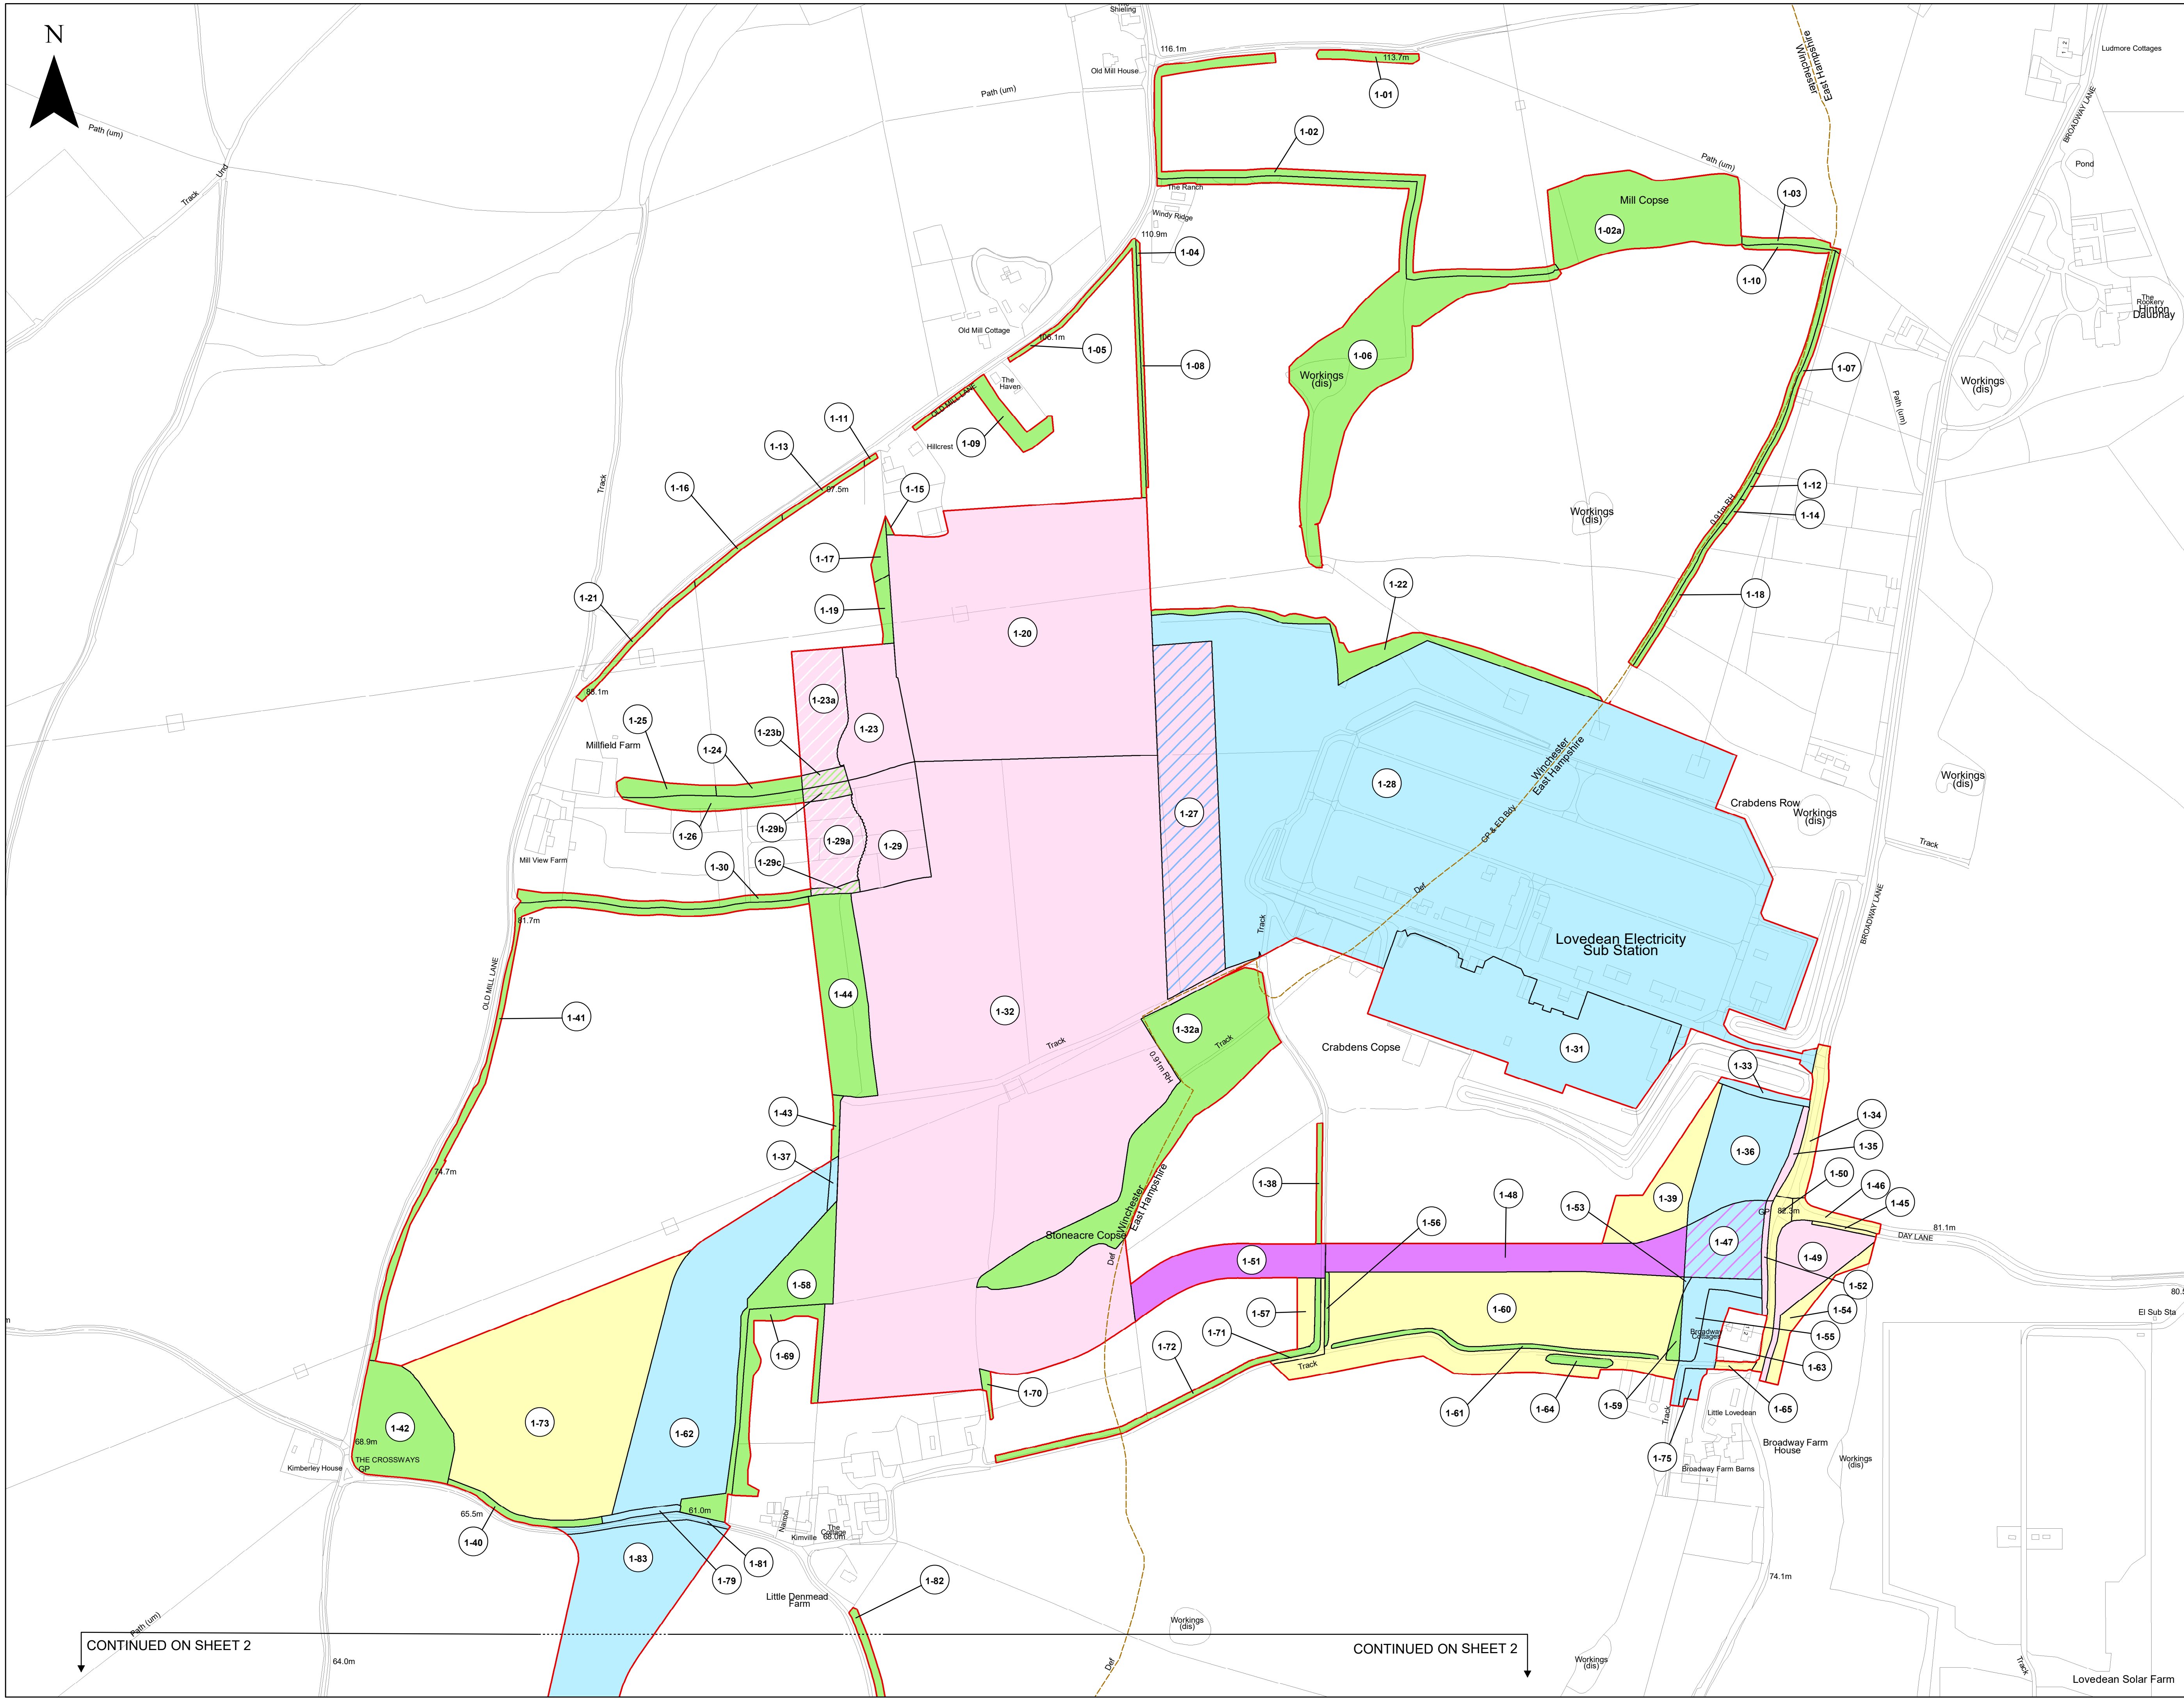 N
Shieling
116.1m
Old Mill House
113.7m
1-01
East Hampshire
Winchester
Ludmore Cottages
BROADWAY LANE
Path (um)
Path (um)
Und
Track
1-02
Path (um)
Pond
The Ranch
Windy Ridge
Mill Copse
1-02a
1-03
110.9m
1-04
1-10
The
Rookery
Hinton
Daubnay
Old Mill Cottage
106.1m
1-05
1-06
Workings
(dis)
1-07
1-08
Workings
(dis)
Path (um)
The
Haven
OLD MILL LANE
1-11
1-09
Hillcrest
1-13
97.5m
1-16
Track
1-15
1-12
1-14
0.91m RH
Workings
(dis)
1-17
1-22
1-18
1-21
1-19
1-20
88.1m
1-23a
1-25
1-23b
1-23
Millfield Farm
1-24
Winchester
East Hampshire
1-28
Workings
(dis)
Crabdens Row
Workings
(dis)
1-27
CP & ED Bdy
1-26
1-29b
1-29a
1-29
Track
Mill View Farm
1-29c
1-30
Def
81.7m
Track
BROADWAY LANE
Lovedean Electricity
Sub Station
OLD MILL LANE
1-44
1-32
1-41
1-32a
Track
Track
0.91m RH
Crabdens Copse
1-31
1-33
1-43
1-34
1-35
1-37
74.7m
1-36
1-38
1-48
1-39
1-50
1-46
1-45
Winchester
East Hampshire
1-53
GP
82.3m
81.1m
DAY LANE
Stoneacre Copse
Def
1-56
1-51
1-47
1-49
1-58
1-52
80.5
El Sub Sta
1-57
1-60
1-54
1-55
1-71
Broadway
Cottages
1-72
1-69
1-63
Track
1-70
1-61
1-64
1-59
1-65
Track
Little Lovedean
1-42
1-73
1-62
68.9m
THE CROSSWAYS
GP
Kimberley House
Broadway Farm
House
1-75
Broadway Farm Barns
Workings
(dis)
65.5m
1-40
61.0m
Nairobi
Kimville
The
Cottage
68.0m
1-83
1-79
1-81
1-82
74.1m
Little Denmead
Farm
Path (um)
Workings
(dis)
CONTINUED ON SHEET 2
CONTINUED ON SHEET 2
64.0m
Def
Workings
(dis)
Track
Lovedean Solar Farm